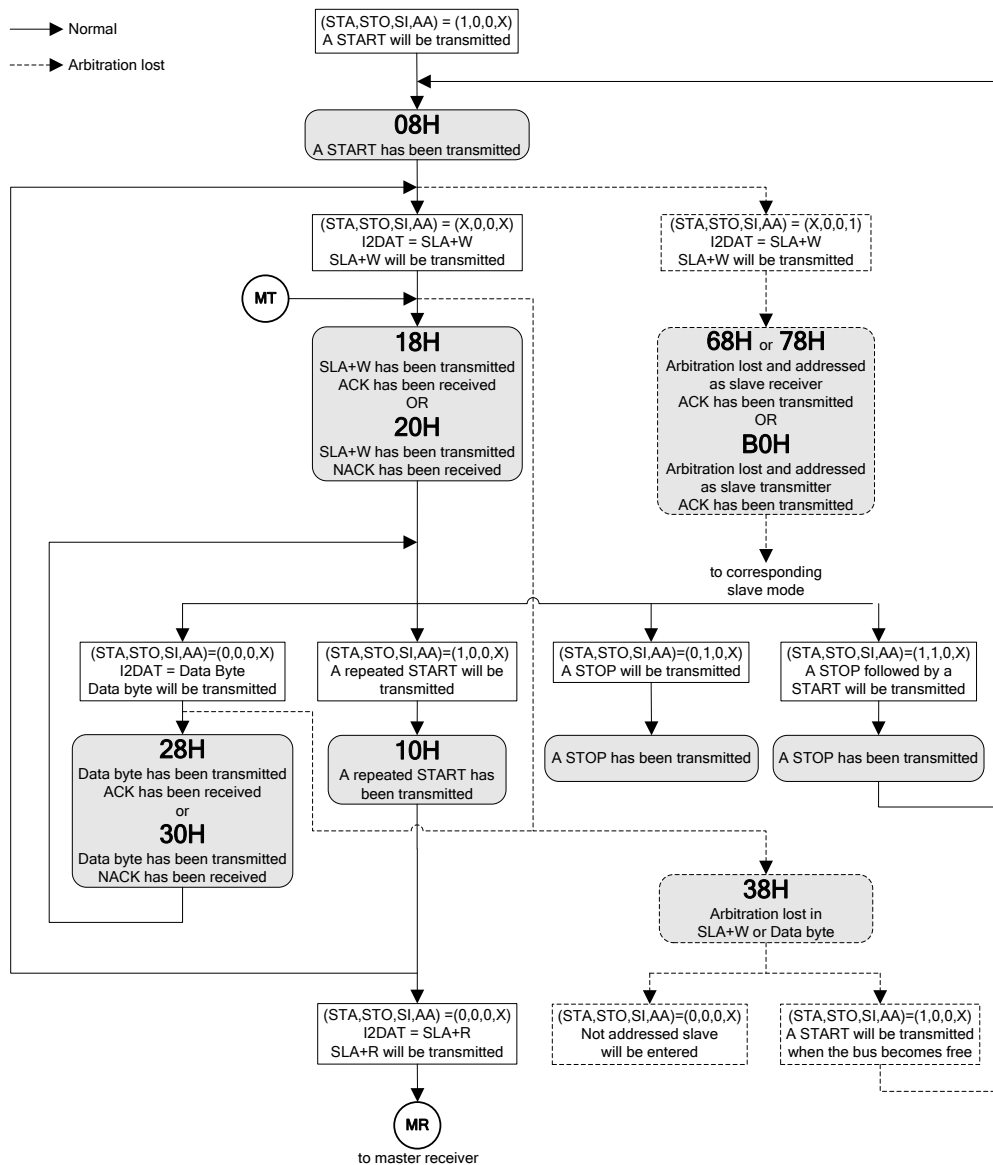 (STA,STO,SI,AA) = (1,0,0,X)
A START will be transmitted
Normal
Arbitration lost
08H
A START has been transmitted
(STA,STO,SI,AA) = (X,0,0,X)
I2DAT = SLA+W
SLA+W will be transmitted
(STA,STO,SI,AA) = (X,0,0,1)
I2DAT = SLA+W
SLA+W will be transmitted
MT
18H
SLA+W has been transmitted
ACK has been received
OR
20H
SLA+W has been transmitted
NACK has been received
68H or 78H
Arbitration lost and addressed
as slave receiver
ACK has been transmitted
OR
B0H
Arbitration lost and addressed
as slave transmitter
ACK has been transmitted
to corresponding
slave mode
(STA,STO,SI,AA)=(0,0,0,X)
I2DAT = Data Byte
Data byte will be transmitted
(STA,STO,SI,AA)=(1,0,0,X)
A repeated START will be
transmitted
(STA,STO,SI,AA)=(0,1,0,X)
A STOP will be transmitted
(STA,STO,SI,AA)=(1,1,0,X)
A STOP followed by a
START will be transmitted
28H
Data byte has been transmitted
ACK has been received
or
30H
Data byte has been transmitted
NACK has been received
10H
A repeated START has
been transmitted
A STOP has been transmitted
A STOP has been transmitted
38H
Arbitration lost in
SLA+W or Data byte
(STA,STO,SI,AA) =(0,0,0,X)
I2DAT = SLA+R
SLA+R will be transmitted
(STA,STO,SI,AA)=(0,0,0,X)
Not addressed slave
will be entered
(STA,STO,SI,AA)=(1,0,0,X)
A START will be transmitted
when the bus becomes free
MR
to master receiver